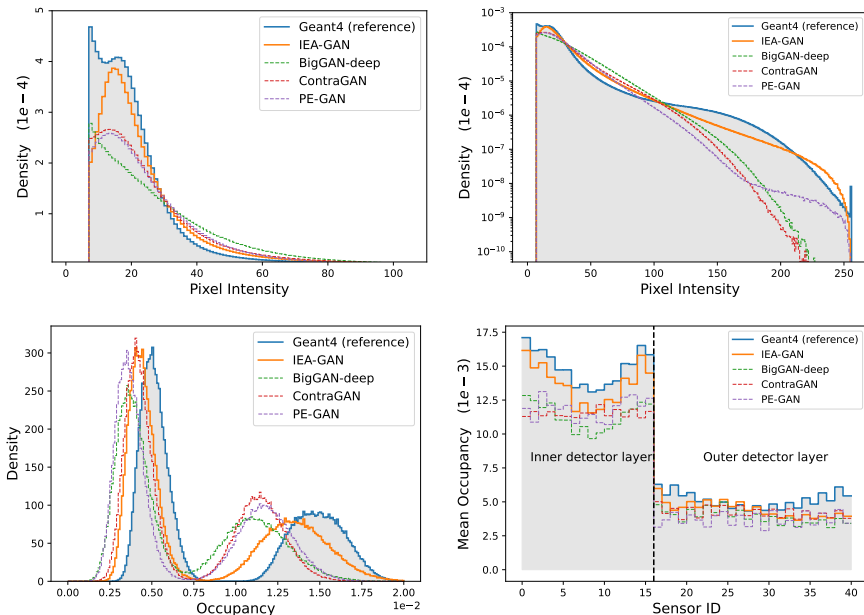 Geant4 (reference)
IEA-GAN
BigGAN-deep
ContraGAN
PE-GAN
5
4
3
2
1
Density (1e−4)
0 20 40 60 80 100
Pixel Intensity
Geant4 (reference)
IEA-GAN
BigGAN-deep
ContraGAN
PE-GAN
10−3
10−4
10−5
10−6
10−7
10−8
10−9
10−10
Density (1e−4)
0 50 100 150 200 250
Pixel Intensity
Geant4 (reference)
IEA-GAN
BigGAN-deep
ContraGAN
PE-GAN
300
250
200
150
100
50
0
Density
0.00 0.25 0.50 0.75 1.00 1.25 1.50 1.75 2.00
1e−2
Occupancy
Geant4 (reference)
IEA-GAN
BigGAN-deep
ContraGAN
PE-GAN
17.5
15.0
12.5
10.0
7.5
5.0
2.5
0.0
Mean Occupancy (1e−3)
Inner detector layer
Outer detector layer
0 5 10 15 20 25 30 35 40
Sensor ID